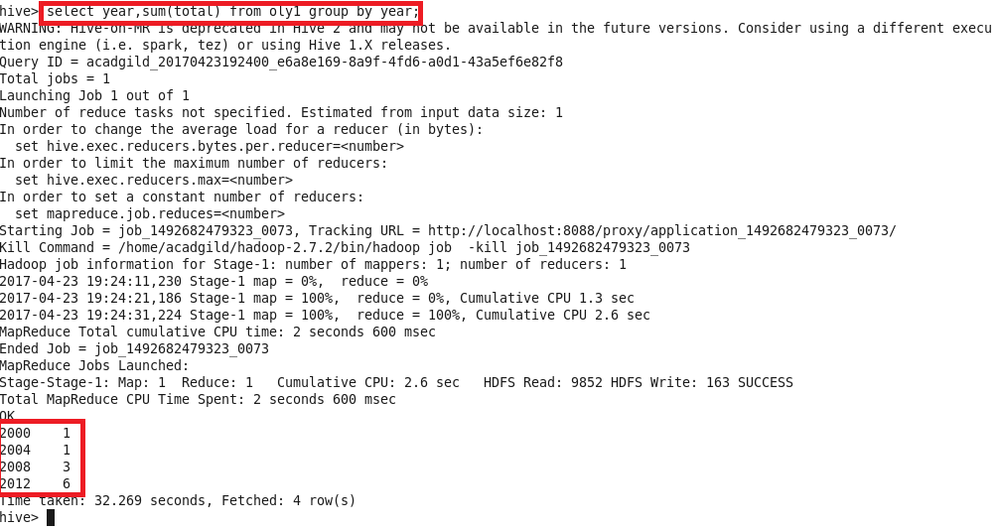 hive> select year,sum(total) from oly1 group by year;
WARNING: Hive-on-MR is deprecated in Hive 2 and may not be available in the future versions. Consider using a different execu
tion engine (i.e. spark, tez) or using Hive 1.X releases.
Query ID = acadgild_20170423192400_e6a8e169-8a9f-4fd6-a0d1-43a5ef6e82f8
Total jobs = 1
Launching Job 1 out of 1
Number of reduce tasks not specified. Estimated from input data size: 1
In order to change the average load for a reducer (in bytes):
  set hive.exec.reducers.bytes.per.reducer=<number>
In order to limit the maximum number of reducers:
  set hive.exec.reducers.max=<number>
In order to set a constant number of reducers:
  set mapreduce.job.reduces=<number>
Starting Job = job_1492682479323_0073, Tracking URL = http://localhost:8088/proxy/application_1492682479323_0073/
Kill Command = /home/acadgild/hadoop-2.7.2/bin/hadoop job  -kill job_1492682479323_0073
Hadoop job information for Stage-1: number of mappers: 1; number of reducers: 1
2017-04-23 19:24:11,230 Stage-1 map = 0%,  reduce = 0%
2017-04-23 19:24:21,186 Stage-1 map = 100%,  reduce = 0%, Cumulative CPU 1.3 sec
2017-04-23 19:24:31,224 Stage-1 map = 100%,  reduce = 100%, Cumulative CPU 2.6 sec
MapReduce Total cumulative CPU time: 2 seconds 600 msec
Ended Job = job_1492682479323_0073
MapReduce Jobs Launched:
Stage-Stage-1: Map: 1  Reduce: 1   Cumulative CPU: 2.6 sec   HDFS Read: 9852 HDFS Write: 163 SUCCESS
Total MapReduce CPU Time Spent: 2 seconds 600 msec
OK
2000    1
2004    1
2008    3
2012    6
Time taken: 32.269 seconds, Fetched: 4 row(s)
hive>